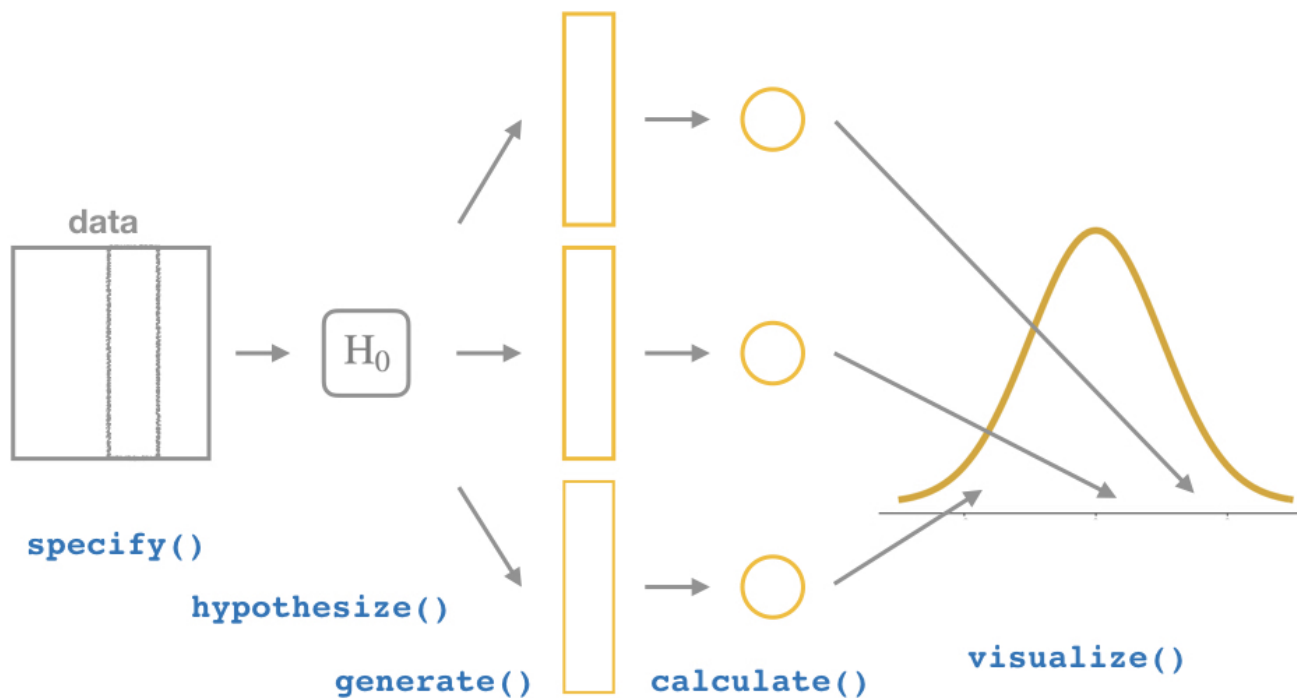 data
H₀
specify()
hypothesize()
generate()
calculate()
visualize()